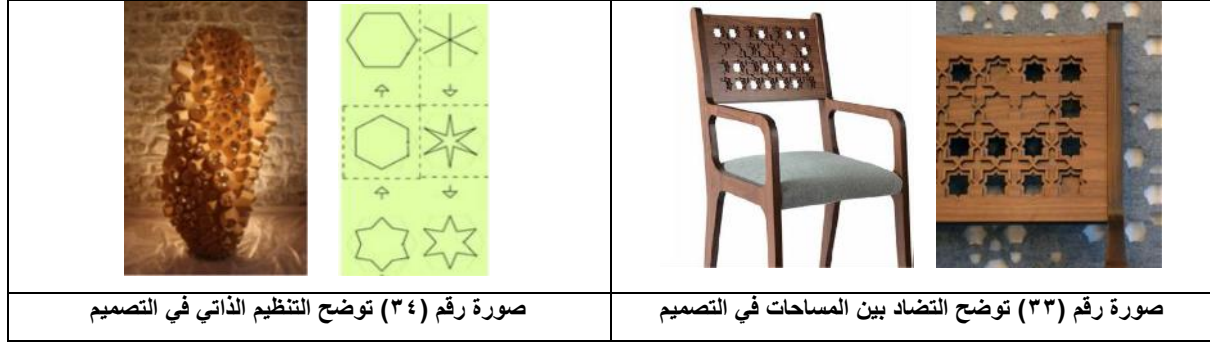 صورة رقم (٣٣) توضح التضاد بين المساحات في التصميم
صورة رقم (٣٤) توضح التنظيم الذاتي في التصميم